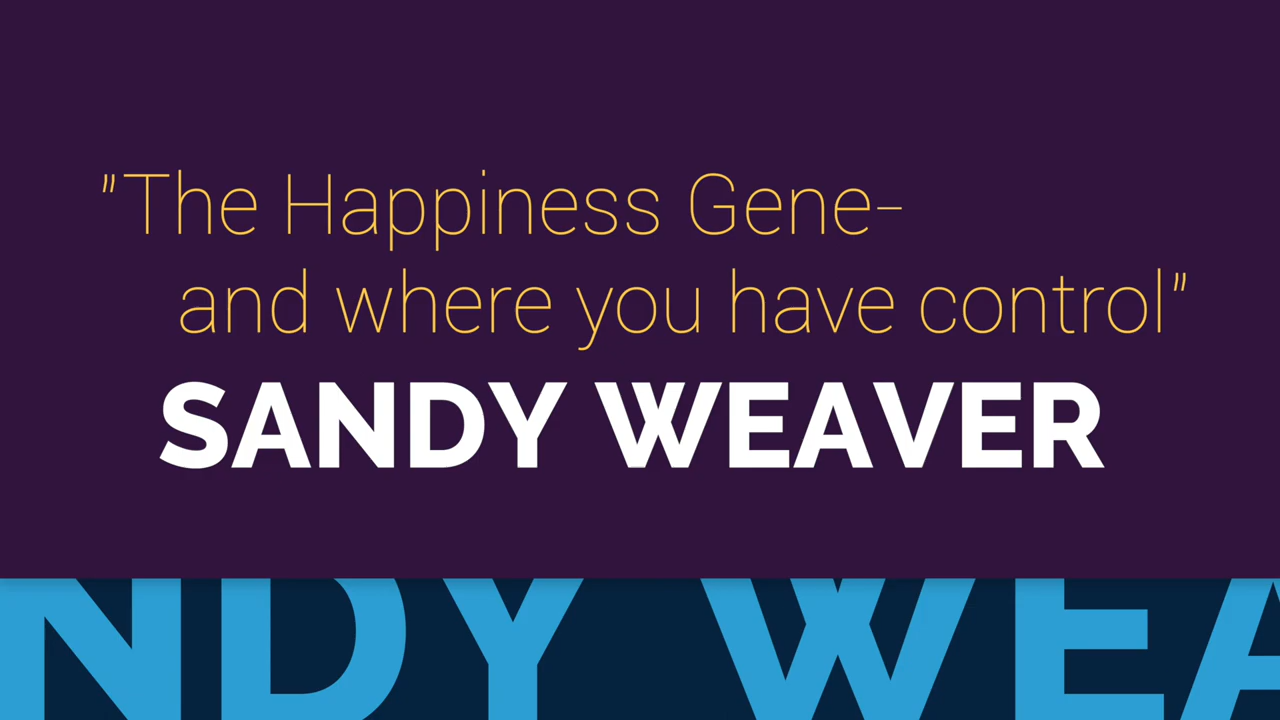 "The Happiness Gene-
and where you have control"
SANDY WEAVER
NDY WEA